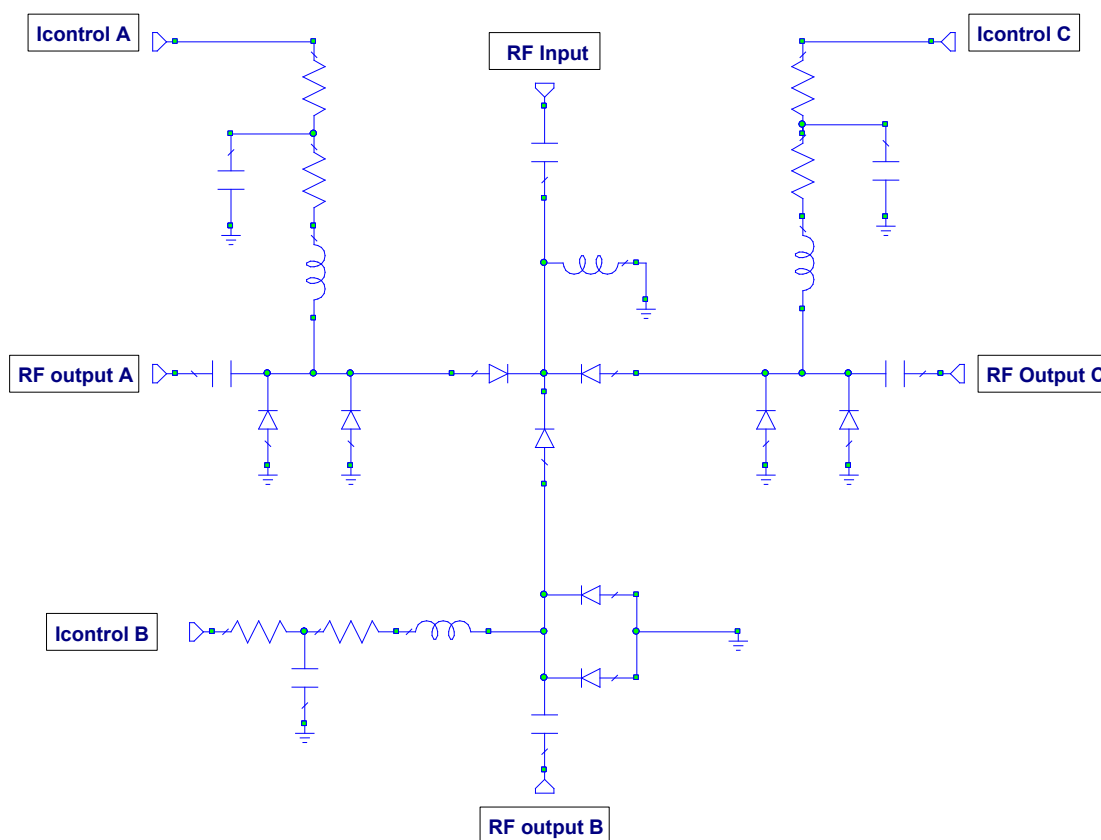 Icontrol A
Icontrol C
RF Input
RF output A
RF Output C
Icontrol B
RF output B